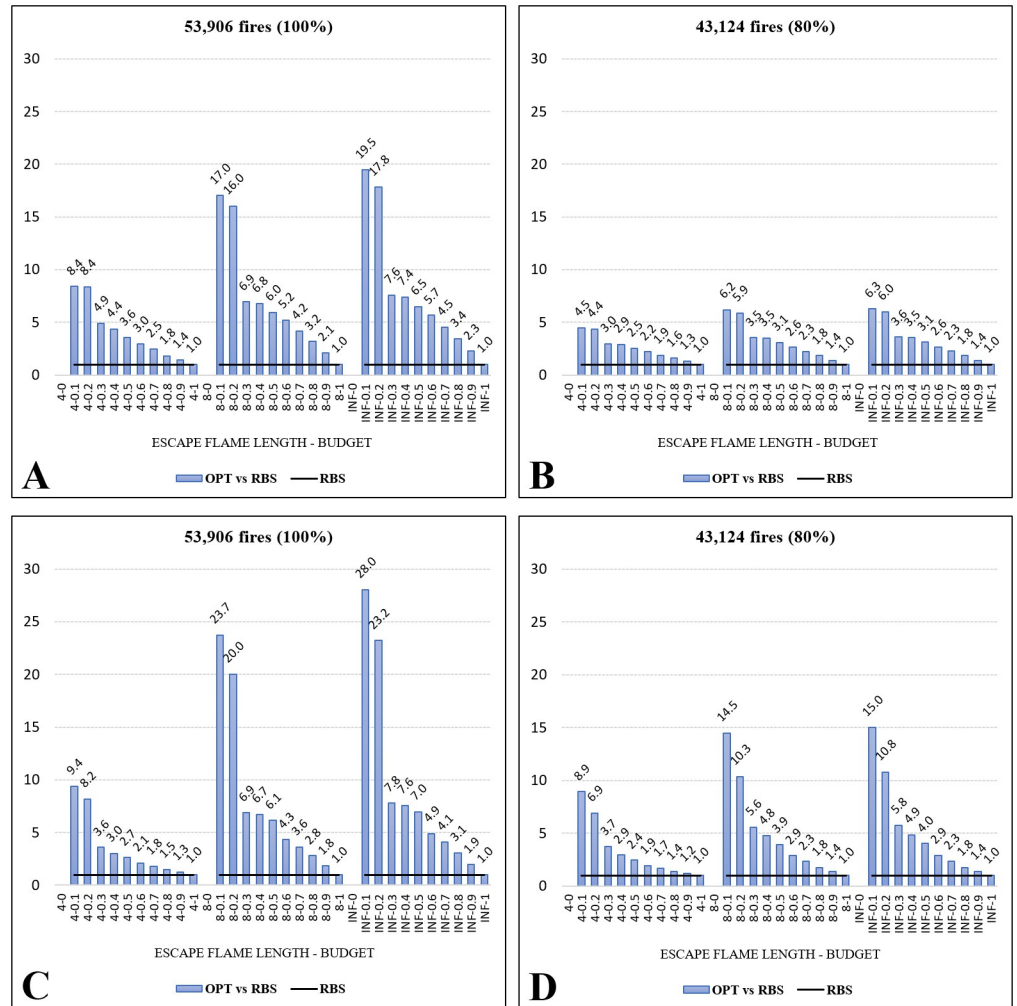 53,906 fires (100%)
30
25
20
15
10
5
0
8.4 8.4 4.9 4.4 3.6 3.0 2.5 1.8 1.4 1.0 17.0 16.0 6.9 6.8 6.0 5.2 4.2 3.2 2.1 1.0 19.5 17.8 7.6 7.4 6.5 5.7 4.5 3.4 2.3 1.0
4-0 4-0.1 4-0.2 4-0.3 4-0.4 4-0.5 4-0.6 4-0.7 4-0.8 4-0.9 4-1 8-0 8-0.1 8-0.2 8-0.3 8-0.4 8-0.5 8-0.6 8-0.7 8-0.8 8-0.9 8-1 INF-0 INF-0.1 INF-0.2 INF-0.3 INF-0.4 INF-0.5 INF-0.6 INF-0.7 INF-0.8 INF-0.9 INF-1
ESCAPE FLAME LENGTH - BUDGET
OPT vs RBS RBS
A
43,124 fires (80%)
30
25
20
15
10
5
0
4.5 4.4 3.0 2.9 2.5 2.2 1.9 1.6 1.3 1.0 6.2 5.9 3.5 3.5 3.1 2.6 2.3 1.8 1.4 1.0 6.3 6.0 3.6 3.5 3.1 2.6 2.3 1.8 1.4 1.0
4-0 4-0.1 4-0.2 4-0.3 4-0.4 4-0.5 4-0.6 4-0.7 4-0.8 4-0.9 4-1 8-0 8-0.1 8-0.2 8-0.3 8-0.4 8-0.5 8-0.6 8-0.7 8-0.8 8-0.9 8-1 INF-0 INF-0.1 INF-0.2 INF-0.3 INF-0.4 INF-0.5 INF-0.6 INF-0.7 INF-0.8 INF-0.9 INF-1
ESCAPE FLAME LENGTH - BUDGET
OPT vs RBS RBS
B
53,906 fires (100%)
30
25
20
15
10
5
0
9.4 8.2 3.6 3.0 2.7 2.1 1.8 1.5 1.3 1.0 23.7 20.0 6.9 6.7 6.1 4.3 3.6 2.8 1.8 1.0 28.0 23.2 7.8 7.6 7.0 4.9 4.1 3.1 1.9 1.0
4-0 4-0.1 4-0.2 4-0.3 4-0.4 4-0.5 4-0.6 4-0.7 4-0.8 4-0.9 4-1 8-0 8-0.1 8-0.2 8-0.3 8-0.4 8-0.5 8-0.6 8-0.7 8-0.8 8-0.9 8-1 INF-0 INF-0.1 INF-0.2 INF-0.3 INF-0.4 INF-0.5 INF-0.6 INF-0.7 INF-0.8 INF-0.9 INF-1
ESCAPE FLAME LENGTH - BUDGET
OPT vs RBS RBS
C
43,124 fires (80%)
30
25
20
15
10
5
0
8.9 6.9 3.7 2.9 2.4 1.9 1.7 1.4 1.2 1.0 14.5 10.3 5.6 4.8 3.9 2.9 2.3 1.8 1.4 1.0 15.0 10.8 5.8 4.9 4.0 2.9 2.3 1.8 1.4 1.0
4-0 4-0.1 4-0.2 4-0.3 4-0.4 4-0.5 4-0.6 4-0.7 4-0.8 4-0.9 4-1 8-0 8-0.1 8-0.2 8-0.3 8-0.4 8-0.5 8-0.6 8-0.7 8-0.8 8-0.9 8-1 INF-0 INF-0.1 INF-0.2 INF-0.3 INF-0.4 INF-0.5 INF-0.6 INF-0.7 INF-0.8 INF-0.9 INF-1
ESCAPE FLAME LENGTH - BUDGET
OPT vs RBS RBS
D